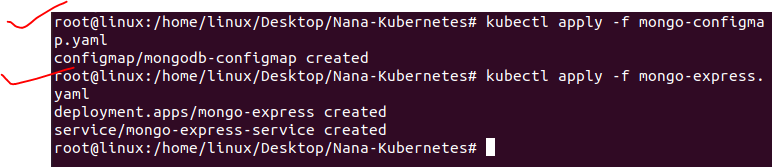 root@linux:/home/linux/Desktop/Nana-Kubernetes# kubectl apply -f mongo-configma
p.yaml
configmap/mongodb-configmap created
root@linux:/home/linux/Desktop/Nana-Kubernetes# kubectl apply -f mongo-express.
yaml
deployment.apps/mongo-express created
service/mongo-express-service created
root@linux:/home/linux/Desktop/Nana-Kubernetes#